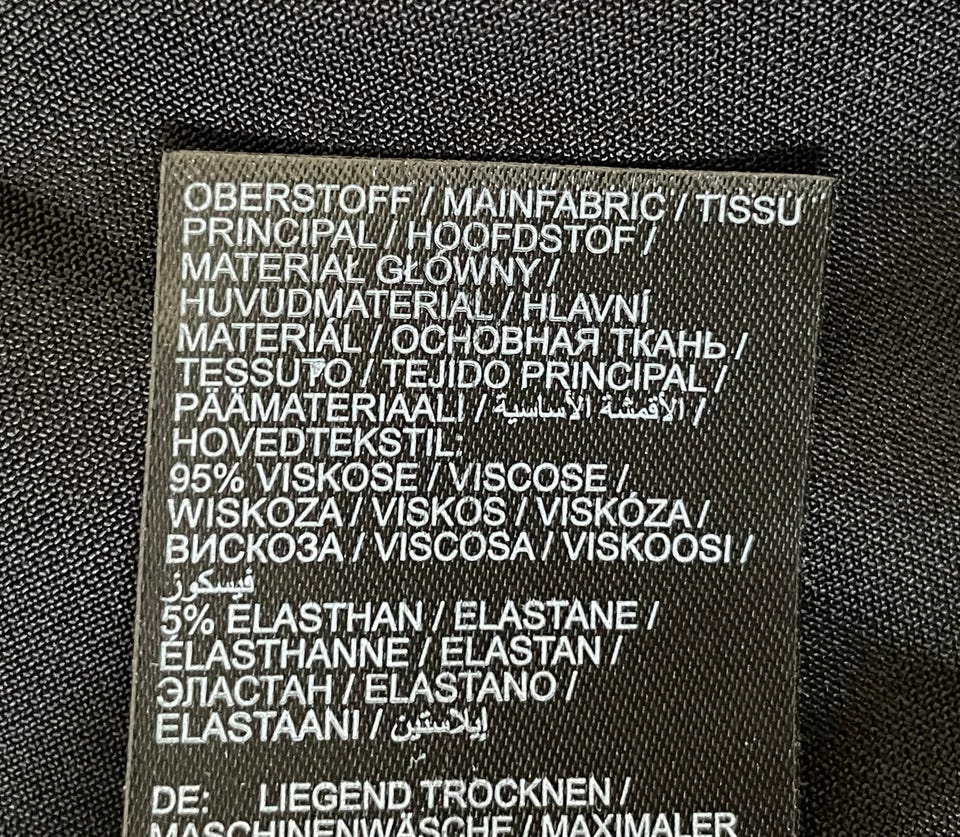 OBERSTOFF / MAINFABRIC / TISSU
PRINCIPAL / HOOFDSTOF /
MATERIAŁ GŁÓWNY /
HUVUDMATERIAL / HLAVNÍ
MATERIÁL / ОСНОВНАЯ ТКАНЬ /
TESSUTO / TEJIDO PRINCIPAL /
PÄÄMATERIAALI / الأقمشة الأساسية /
HOVEDTEKSTIL:
95% VISKOSE / VISCOSE /
WISKOZA / VISKOS / VISKÓZA /
ВИСКОЗА / VISCOSA / VISKOOSI /
فيسكوز
5% ELASTHAN / ELASTANE /
ÉLASTHANNE / ELASTAN /
ЭЛАСТАН / ELASTANO /
ELASTAANI / إيلاستين
DE: LIEGEND TROCKNEN /
MASCHINENWÄSCHE / MAXIMALER